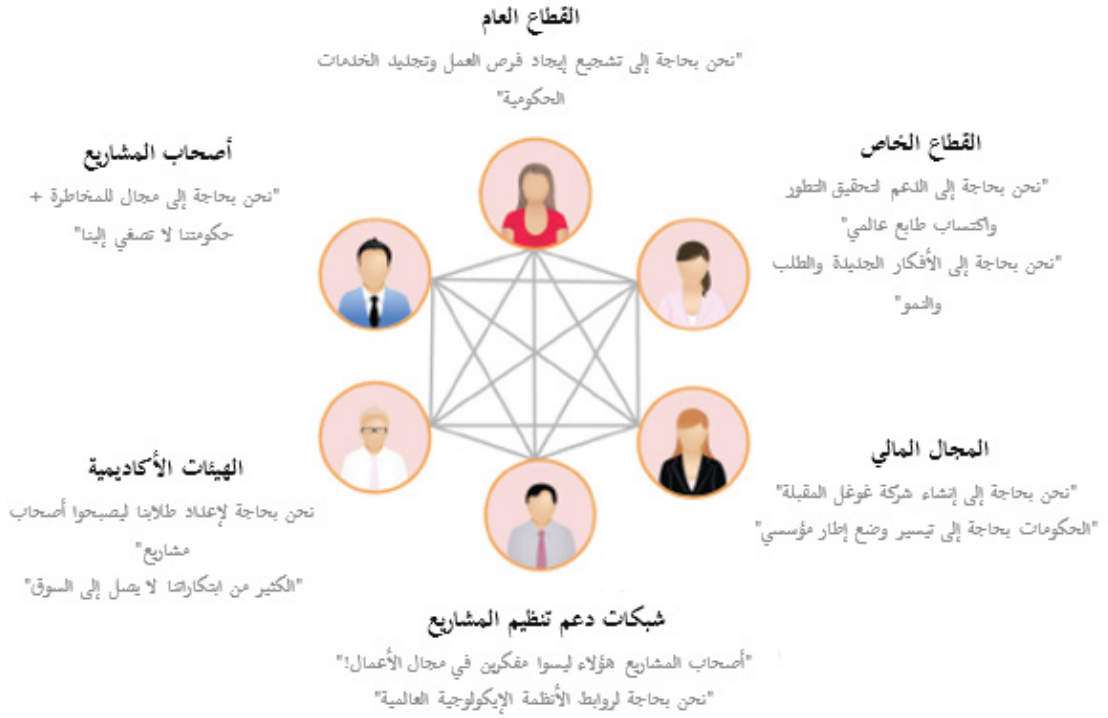 القطاع العام
"نحن بحاجة إلى تشجيع إيجاد فرص العمل وتجديد الخدمات
الحكومية"
القطاع الخاص
"نحن بحاجة إلى الدعم لتحقيق التطور
واكتساب طابع عالمي"
"نحن بحاجة إلى الأفكار الجديدة والطلب
والنمو"
أصحاب المشاريع
"نحن بحاجة إلى مجال للمخاطرة +
حكومتنا لا تصغي إلينا"
المجال المالي
"نحن بحاجة إلى إنشاء شركة غوغل المقبلة"
"الحكومات بحاجة إلى تيسير وضع إطار مؤسسي"
الهيئات الأكاديمية
نحن بحاجة لإعداد طلابنا ليصبحوا أصحاب
مشاريع"
"الكثير من ابتكاراتنا لا يصل إلى السوق"
شبكات دعم تنظيم المشاريع
"أصحاب المشاريع هؤلاء ليسوا مفكرين في مجال الأعمال!"
"نحن بحاجة لروابط الأنظمة الإيكولوجية العالمية"